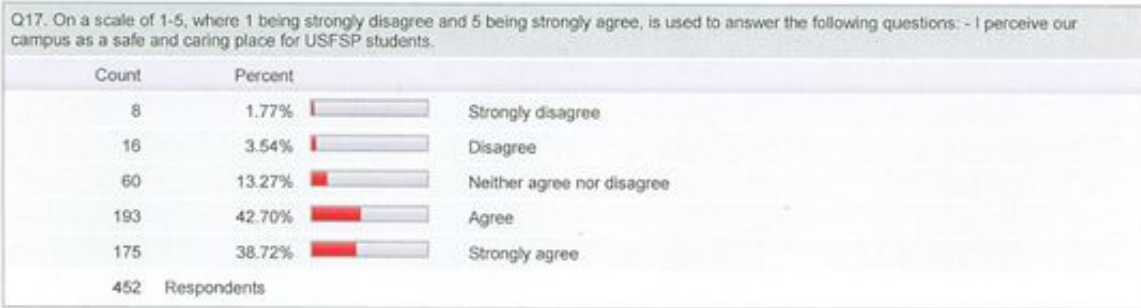 Q17. On a scale of 1-5, where 1 being strongly disagree and 5 being strongly agree, is used to answer the following questions: - I perceive our
campus as a safe and caring place for USFSP students.
Count Percent
8 1.77% Strongly disagree
16 3.54% Disagree
60 13.27% Neither agree nor disagree
193 42.70% Agree
175 38.72% Strongly agree
452 Respondents